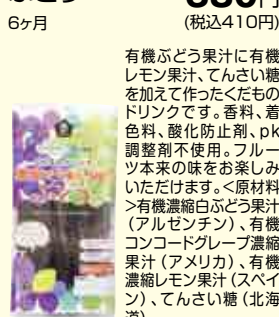 6ヶ月
円
(税込410円)
有機ぶどう果汁に有機
レモン果汁、てんさい糖
を加えて作ったくだもの
ドリンクです。香料、着
色料、酸化防止剤、pk
調整剤不使用。フルー
ツ本来の味をお楽しみ
いただけます。<原材料
>有機濃縮白ぶどう果汁
(アルゼンチン)、有機
コンコードグレープ濃縮
果汁(アメリカ)、有機
濃縮レモン果汁(スペイ
ン)、てんさい糖(北海